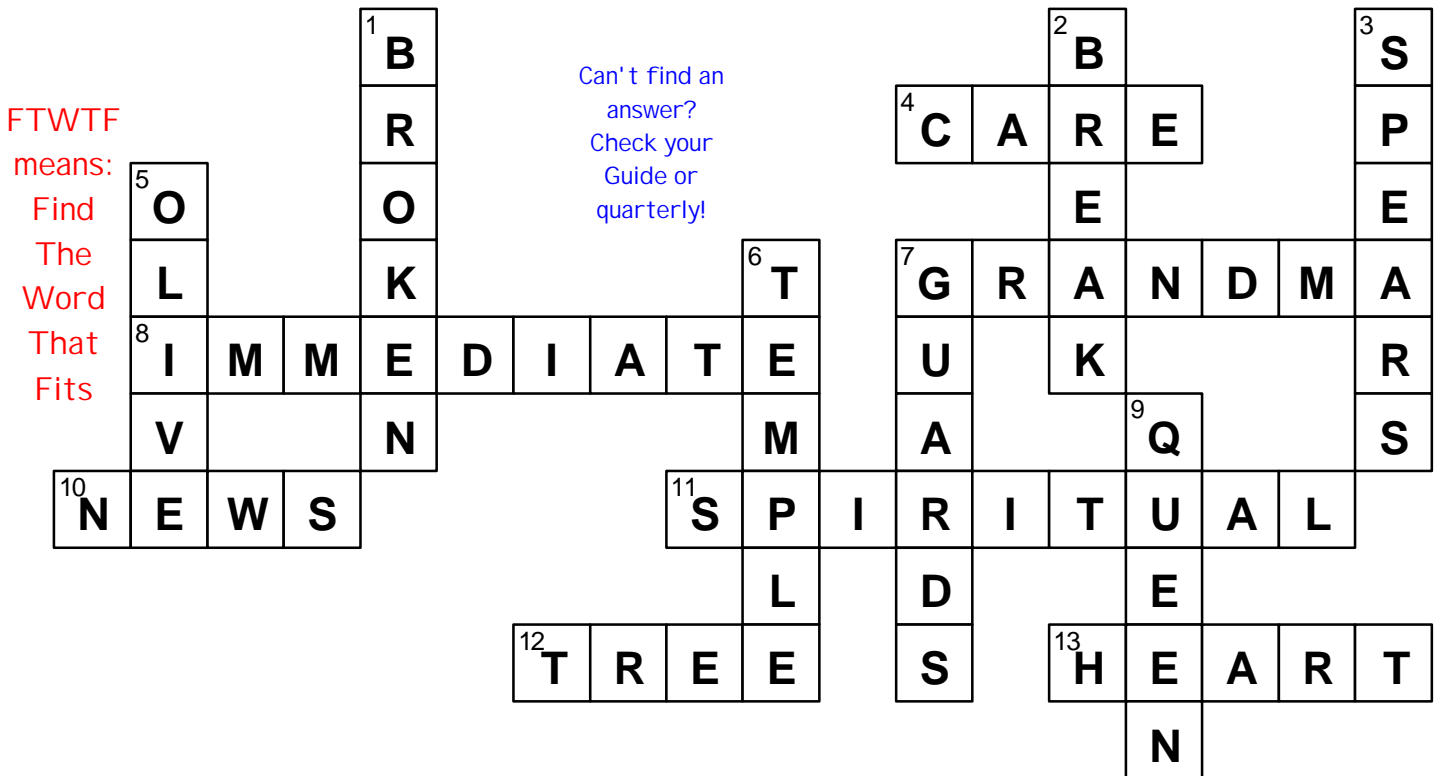 1 B
2 B
3 S
Can't find an
answer?
Check your
Guide or
quarterly!
FTWTF
means:
Find
The
Word
That
Fits
R
4 C A R E
P
5 O
O
E
E
L
K
6 T
7 G R A N D M A
8 I M M E D I A T E
U
K
R
V
N
M
A
9 Q
S
10 N E W S
11 S P I R I T U A L
L
D
E
12 T R E E
S
13 H E A R T
N